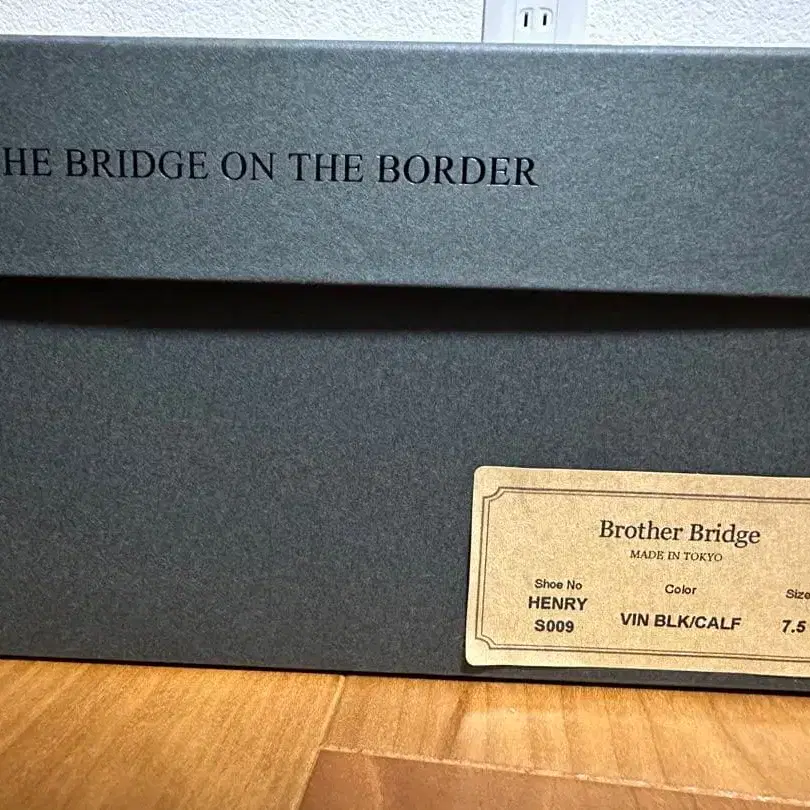 HE BRIDGE ON THE BORDER
Brother Bridge
MADE IN TOKYO
Shoe No
HENRY
S009
Color
VIN BLK/CALF
Size
7.5